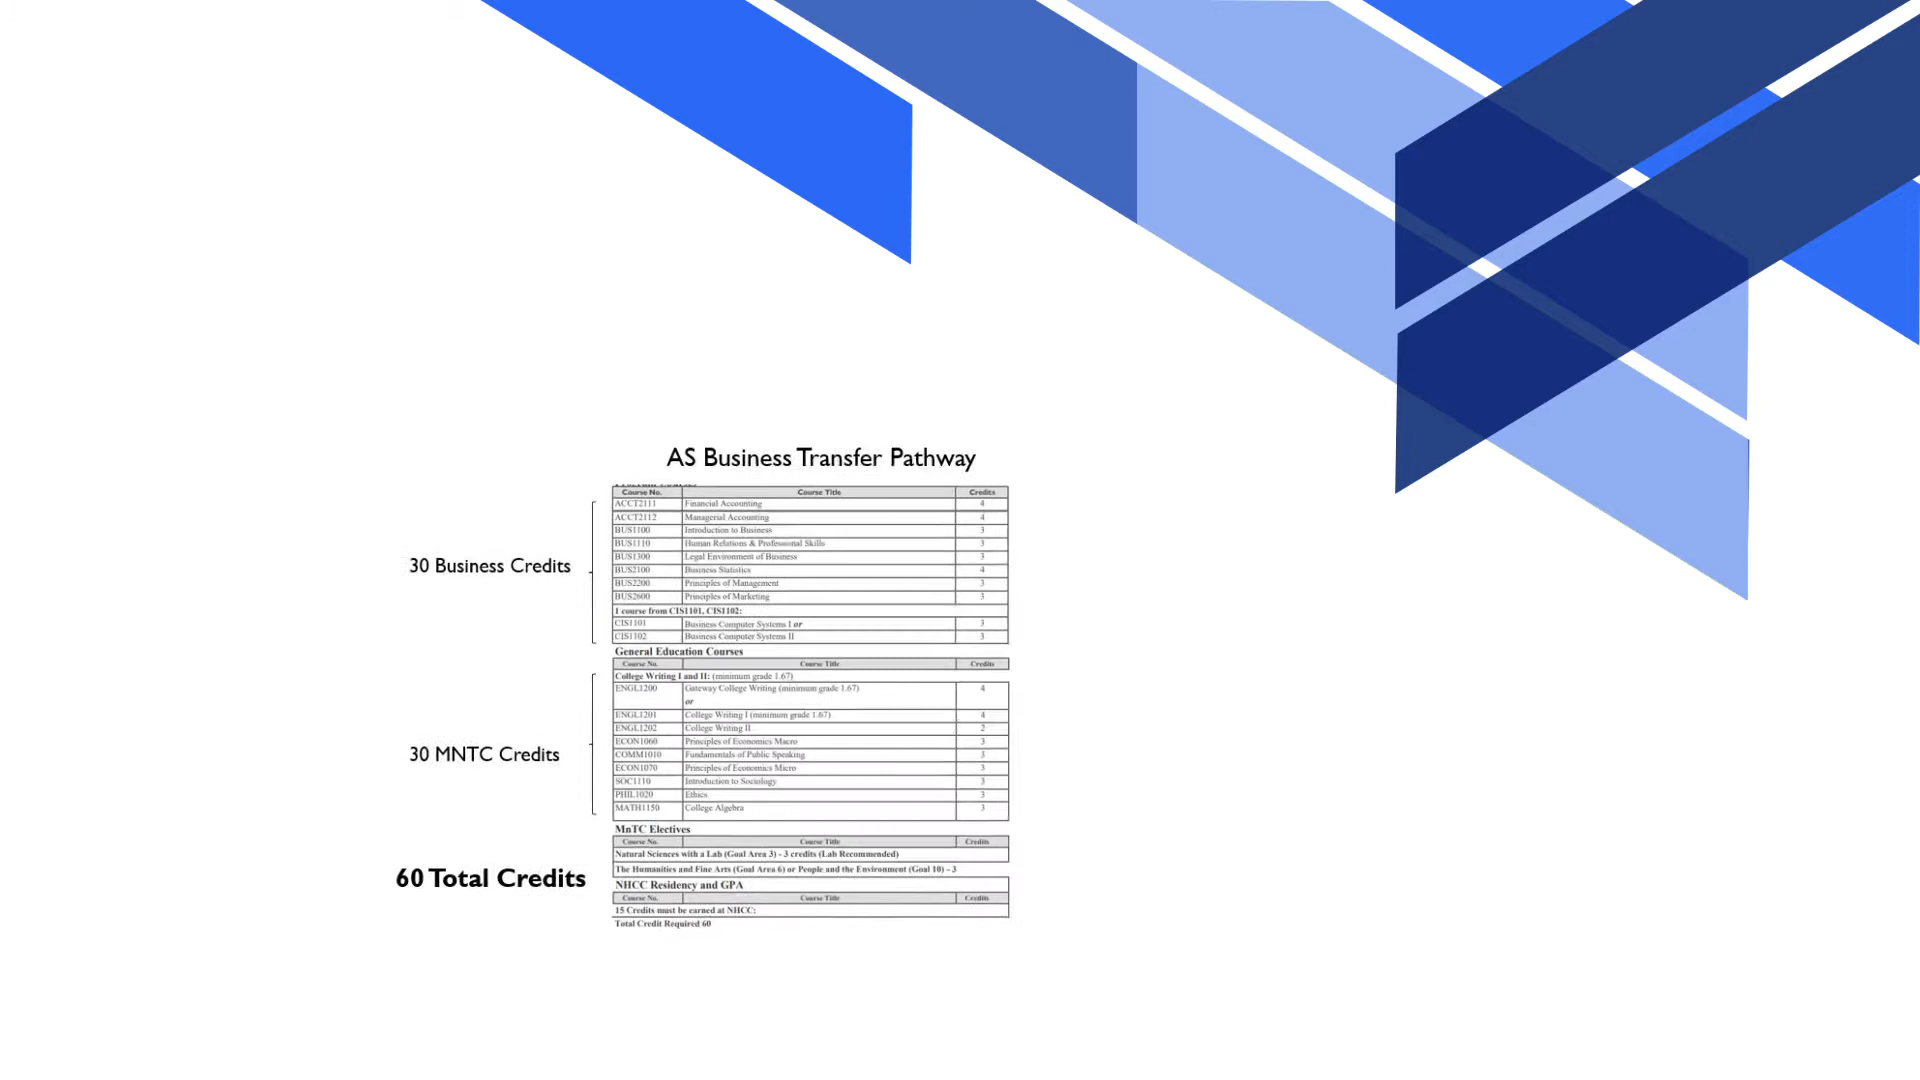 AS Business Transfer Pathway
Course No. Course Title Credits
ACCT2111 Financial Accounting 4
ACCT2112 Managerial Accounting 4
BUS1100 Introduction to Business 3
BUS1110 Human Relations & Professional Skills 3
BUS1300 Legal Environment of Business 3
30 Business Credits
BUS2100 Business Statistics 4
BUS2200 Principles of Management 3
BUS2600 Principles of Marketing 3
1 course from CIS1101, CIS1102:
CIS1101 Business Computer Systems I or 3
CIS1102 Business Computer Systems II 3
General Education Courses
Course No. Course Title Credits
College Writing I and II: (minimum grade 1.67)
ENGL1200 Gateway College Writing (minimum grade 1.67) 4
or
ENGL1201 College Writing I (minimum grade 1.67) 4
ENGL1202 College Writing II 2
ECON1060 Principles of Economics Macro 3
30 MNTC Credits
COMM1010 Fundamentals of Public Speaking 3
ECON1070 Principles of Economics Micro 3
SOC1110 Introduction to Sociology 3
PHIL1020 Ethics 3
MATH1150 College Algebra 3
MnTC Electives
Course No. Course Title Credits
Natural Sciences with a Lab (Goal Area 3) - 3 credits (Lab Recommended)
The Humanities and Fine Arts (Goal Area 6) or People and the Environment (Goal 10) - 3
60 Total Credits
NHCC Residency and GPA
Course No. Course Title Credits
15 Credits must be earned at NHCC:
Total Credit Required 60